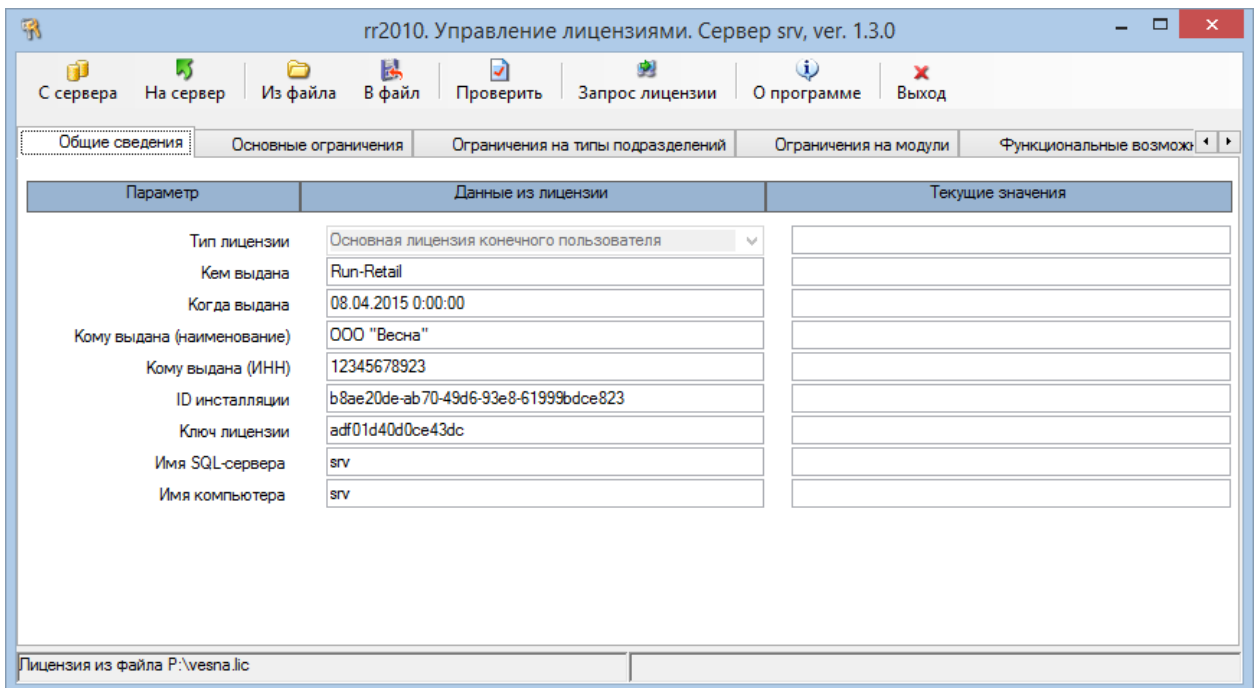 rr2010. Управление лицензиями. Сервер srv, ver. 1.3.0
С сервера На сервер Из файла В файл Проверить Запрос лицензии О программе Выход
Общие сведения Основные ограничения Ограничения на типы подразделений Ограничения на модули Функциональные возможн
Параметр Данные из лицензии Текущие значения
Тип лицензии Основная лицензия конечного пользователя
Кем выдана Run-Retail
Когда выдана 08.04.2015 0:00:00
Кому выдана (наименование) ООО "Весна"
Кому выдана (ИНН) 12345678923
ID инсталляции b8ae20de-ab70-49d6-93e8-61999bdce823
Ключ лицензии adf01d40d0ce43dc
Имя SQL-сервера srv
Имя компьютера srv
Лицензия из файла P:\vesna.lic